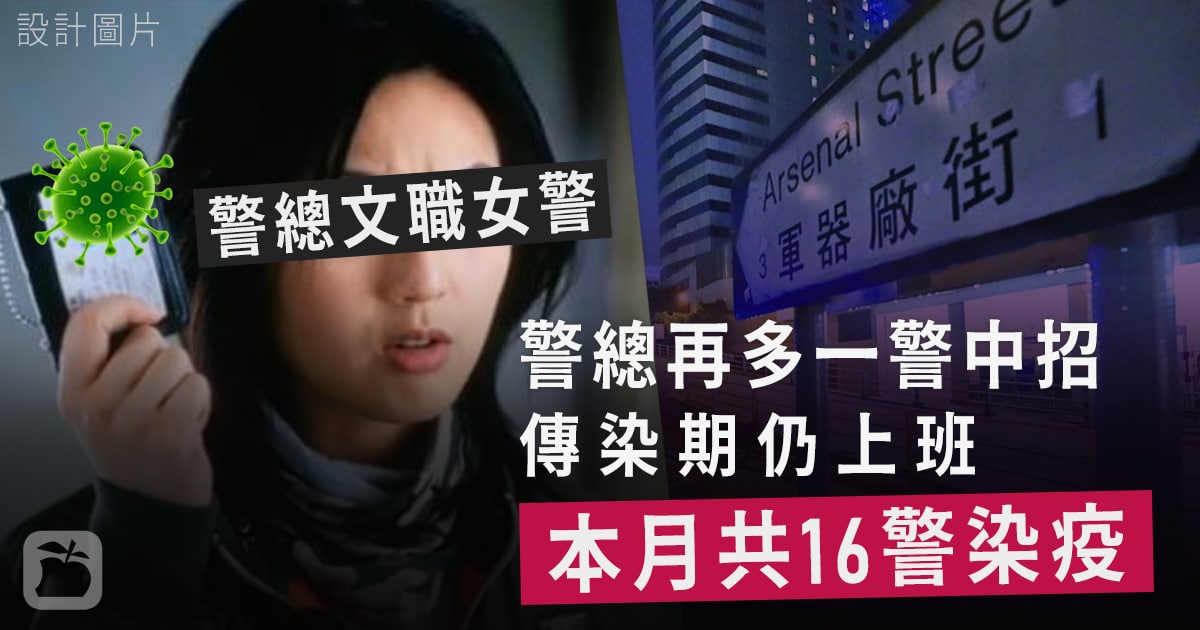 設計圖片
警總文職女警
Arsenal Street
3 軍器廠街 1
警總再多一警中招
傳染期仍上班
本月共16警染疫